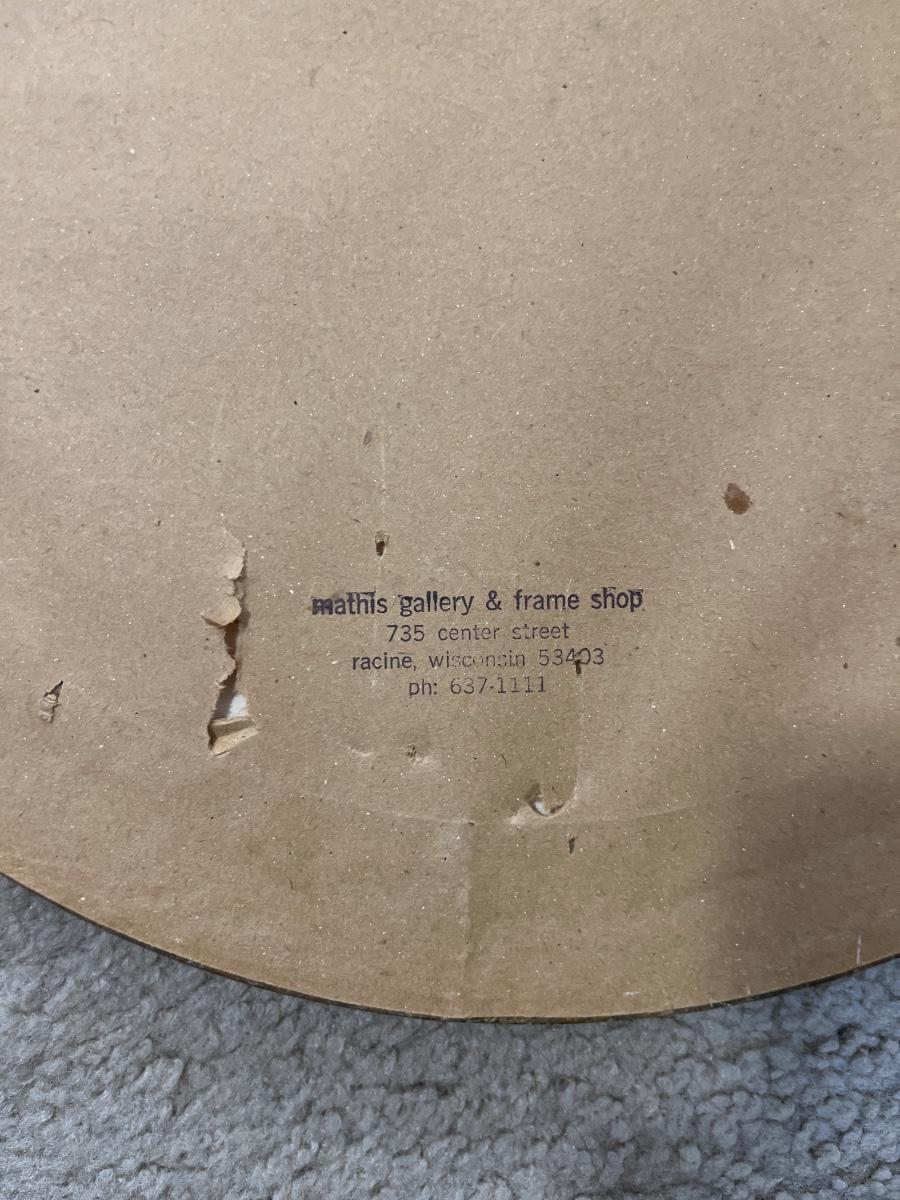 mathis gallery & frame shop
735 center street
racine, wisconsin 53403
ph: 637-1111